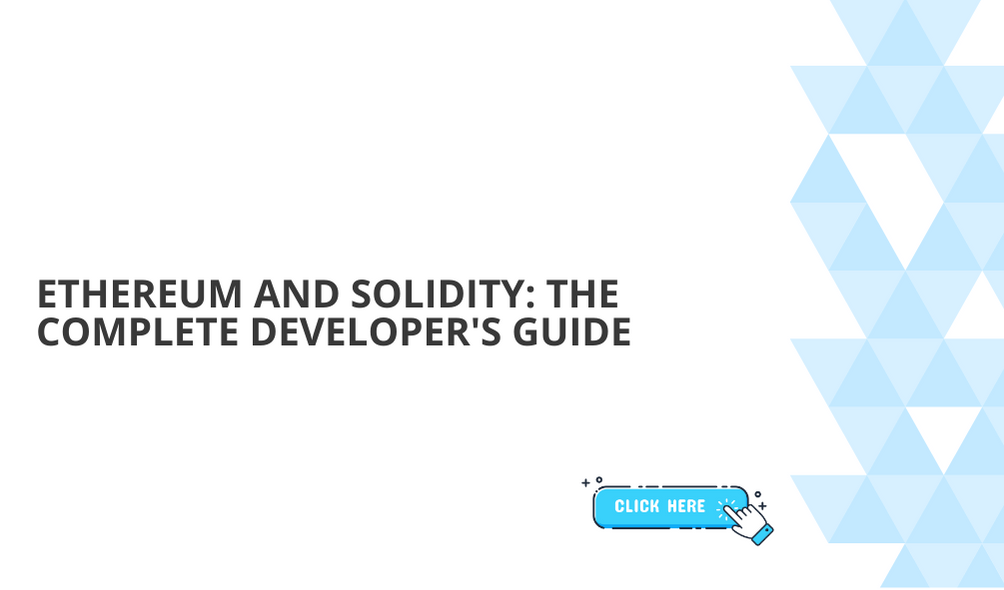 ETHEREUM AND SOLIDITY: THE
COMPLETE DEVELOPER'S GUIDE
CLICK HERE